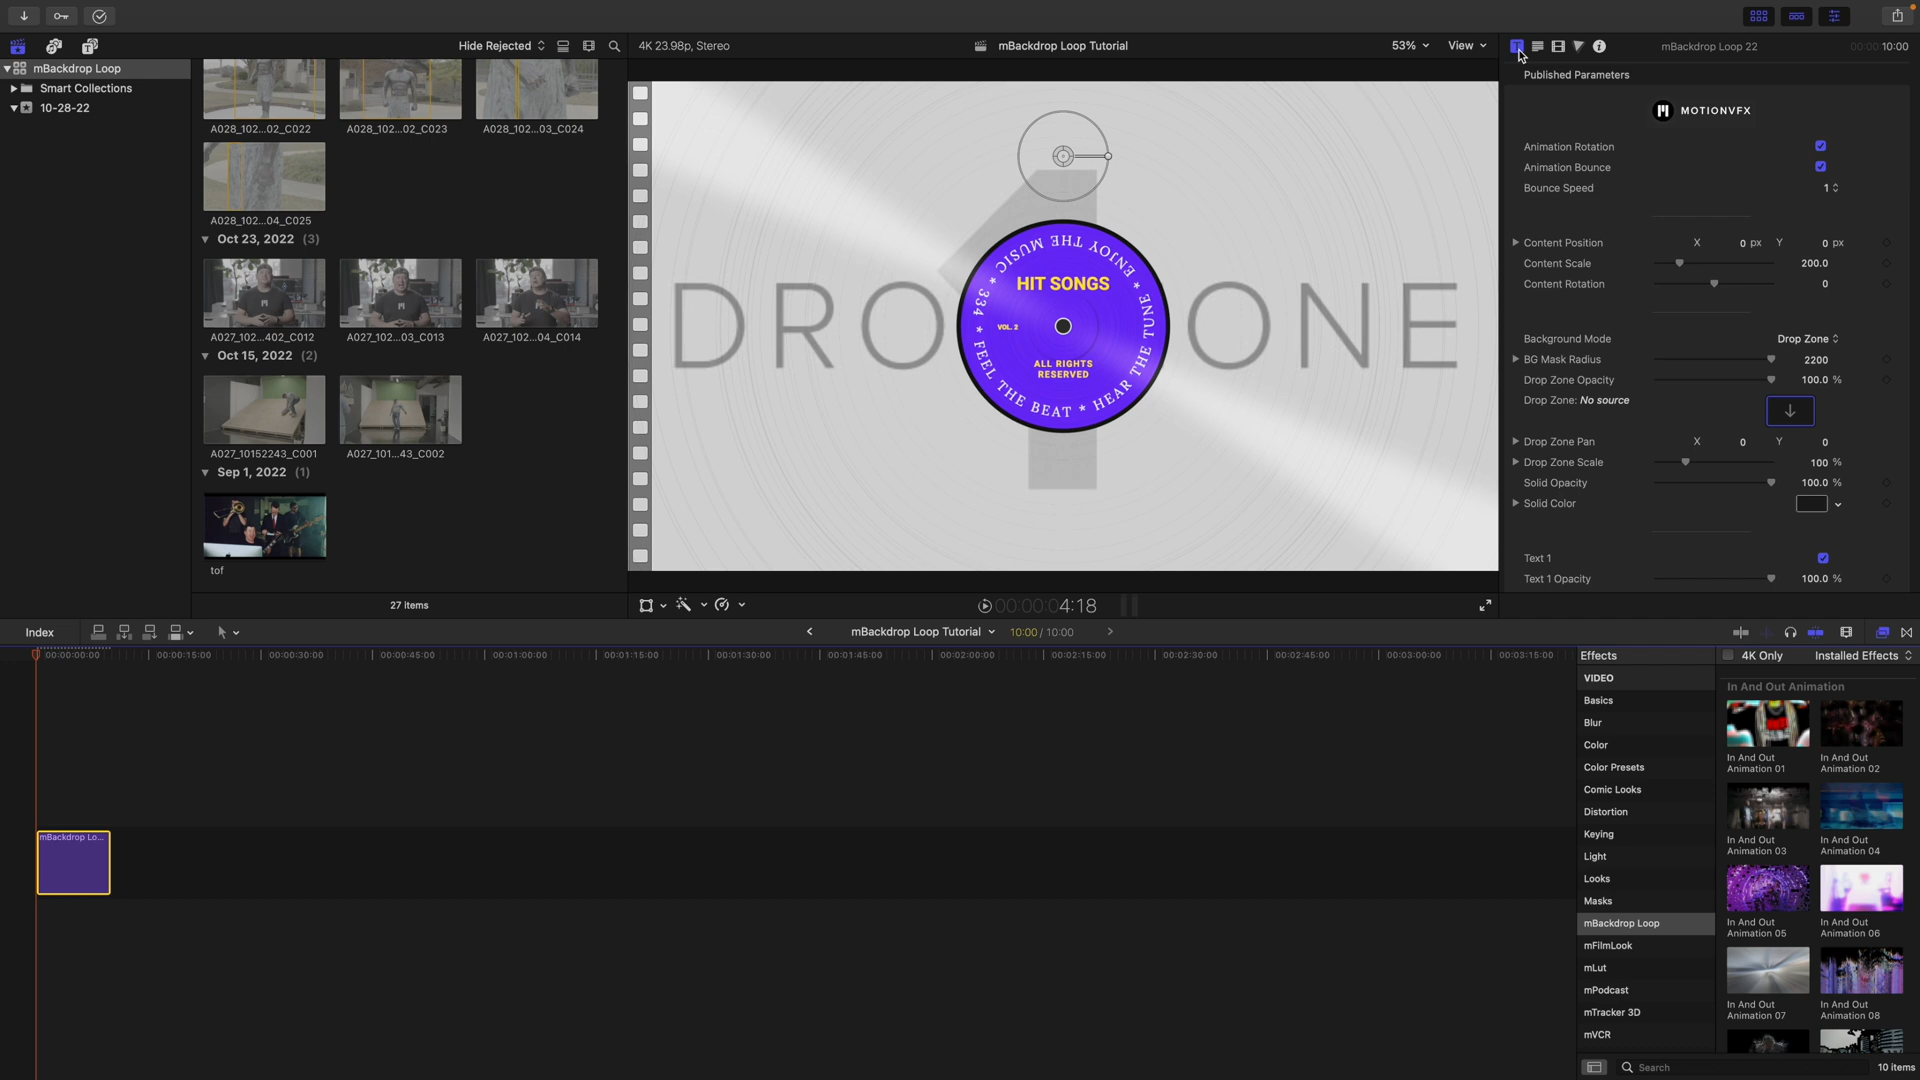 Hide Rejected
4K 23.98p, Stereo
mBackdrop Loop Tutorial
53%
View
mBackdrop Loop 22
00:00:10:00
mBackdrop Loop
Smart Collections
10-28-22
A028_102...02_C022
A028_102...02_C023
A028_102...03_C024
A028_102...04_C025
Oct 23, 2022 (3)
A027_102...402_C012
A027_102...03_C013
A027_102...04_C014
Oct 15, 2022 (2)
A027_10152243_C001
A027_101...43_C002
Sep 1, 2022 (1)
tof
27 items
DRO
ONE
1
ENJOY THE MUSIC * 334 * FEEL THE BEAT * HEAR THE TUNE *
HIT SONGS
VOL. 2
ALL RIGHTS
RESERVED
00:00:04:18
Published Parameters
MOTIONVFX
Animation Rotation
Animation Bounce
Bounce Speed 1
Content Position X 0 px Y 0 px
Content Scale 200.0
Content Rotation 0
Background Mode Drop Zone
BG Mask Radius 2200
Drop Zone Opacity 100.0 %
Drop Zone: No source
Drop Zone Pan X 0 Y 0
Drop Zone Scale 100 %
Solid Opacity 100.0 %
Solid Color
Text 1
Text 1 Opacity 100.0 %
Index
mBackdrop Loop Tutorial
10:00 / 10:00
00:00:00:00
00:00:15:00
00:00:30:00
00:00:45:00
00:01:00:00
00:01:15:00
00:01:30:00
00:01:45:00
00:02:00:00
00:02:15:00
00:02:30:00
00:02:45:00
00:03:00:00
00:03:15:00
mBackdrop Lo...
Effects
4K Only
Installed Effects
VIDEO
Basics
Blur
Color
Color Presets
Comic Looks
Distortion
Keying
Light
Looks
Masks
mBackdrop Loop
mFilmLook
mLut
mPodcast
mTracker 3D
mVCR
In And Out Animation
In And Out
Animation 01
In And Out
Animation 02
In And Out
Animation 03
In And Out
Animation 04
In And Out
Animation 05
In And Out
Animation 06
In And Out
Animation 07
In And Out
Animation 08
Search
10 items